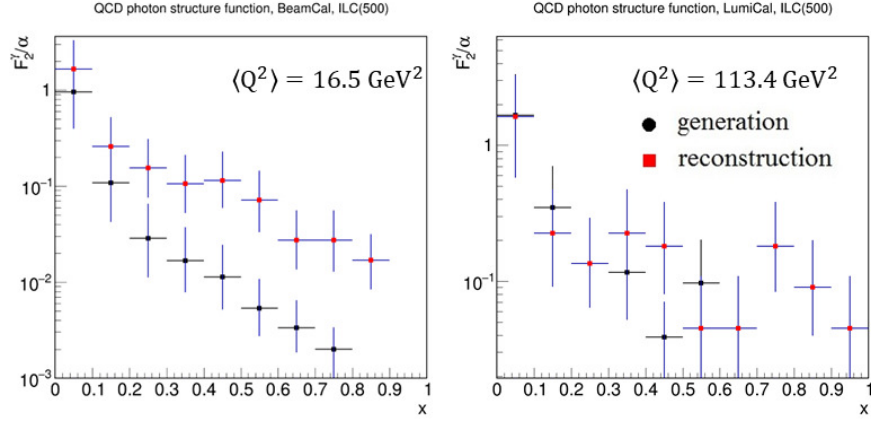 QCD photon structure function, BeamCal, ILC(500)
F₂^γ/α
⟨Q²⟩ = 16.5 GeV²
1
10⁻¹
10⁻²
10⁻³
0 0.1 0.2 0.3 0.4 0.5 0.6 0.7 0.8 0.9 1
x
QCD photon structure function, LumiCal, ILC(500)
F₂^γ/α
⟨Q²⟩ = 113.4 GeV²
generation
reconstruction
1
10⁻¹
0 0.1 0.2 0.3 0.4 0.5 0.6 0.7 0.8 0.9 1
x